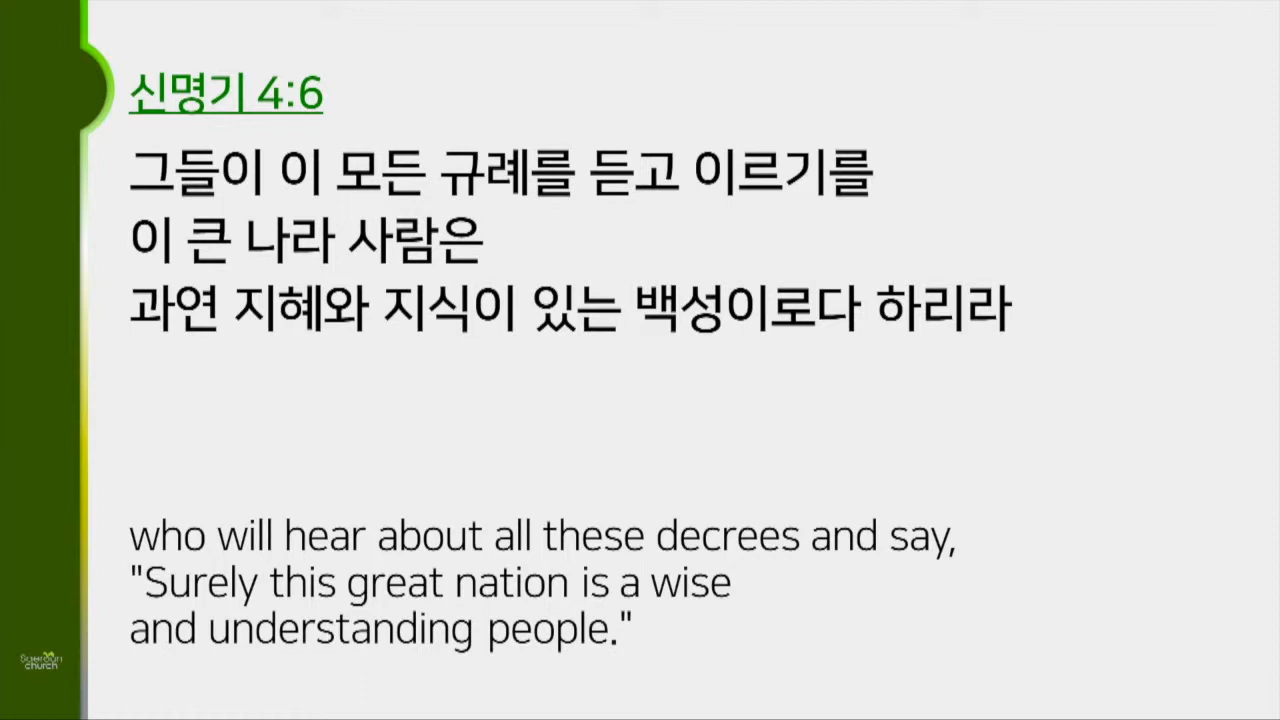 신명기 4:6
그들이 이 모든 규례를 듣고 이르기를
이 큰 나라 사람은
과연 지혜와 지식이 있는 백성이로다 하리라
who will hear about all these decrees and say,
"Surely this great nation is a wise
and understanding people."
church